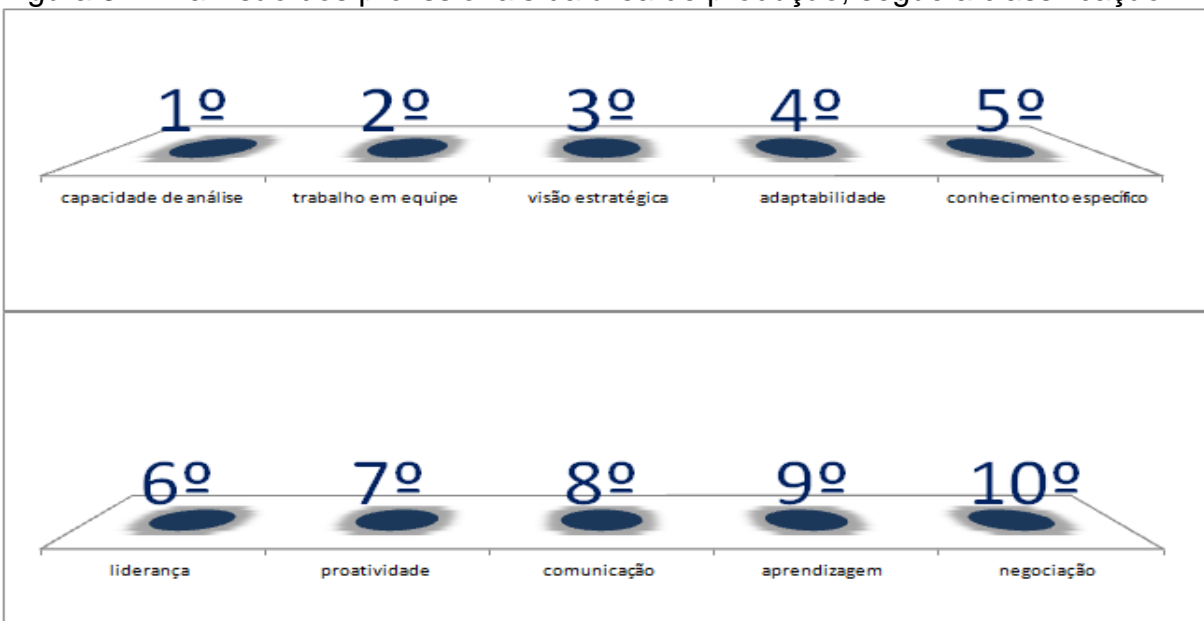 1º 2º 3º 4º 5º
capacidade de análise trabalho em equipe visão estratégica adaptabilidade conhecimento específico
6º 7º 8º 9º 10º
liderança proatividade comunicação aprendizagem negociação